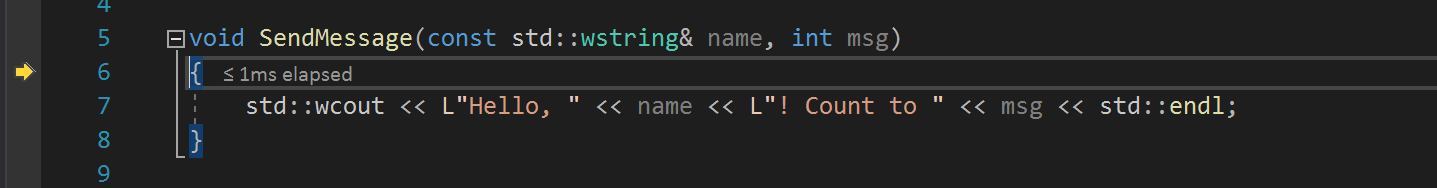 4
5 void SendMessage(const std::wstring& name, int msg)
6 { ≤ 1ms elapsed
7 std::wcout << L"Hello, " << name << L"! Count to " << msg << std::endl;
8 }
9